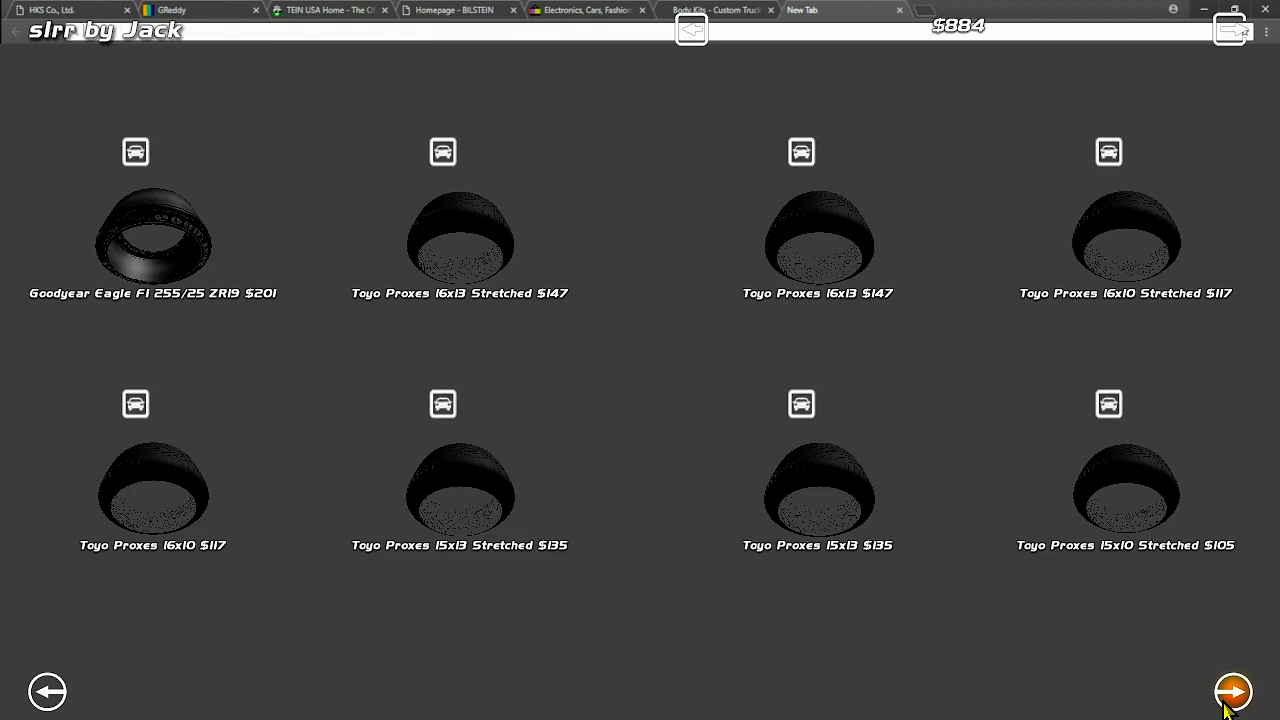 HKS Co., Ltd.
GReddy
TEIN USA Home - The Of
Homepage - BILSTEIN
Electronics, Cars, Fashion,
Body Kits - Custom Truck
New Tab
slrr by Jack
$884
Goodyear Eagle F1 255/25 ZR19 $201
Toyo Proxes 16x13 Stretched $147
Toyo Proxes 16x13 $147
Toyo Proxes 16x10 Stretched $117
Toyo Proxes 16x10 $117
Toyo Proxes 15x13 Stretched $135
Toyo Proxes 15x13 $135
Toyo Proxes 15x10 Stretched $105